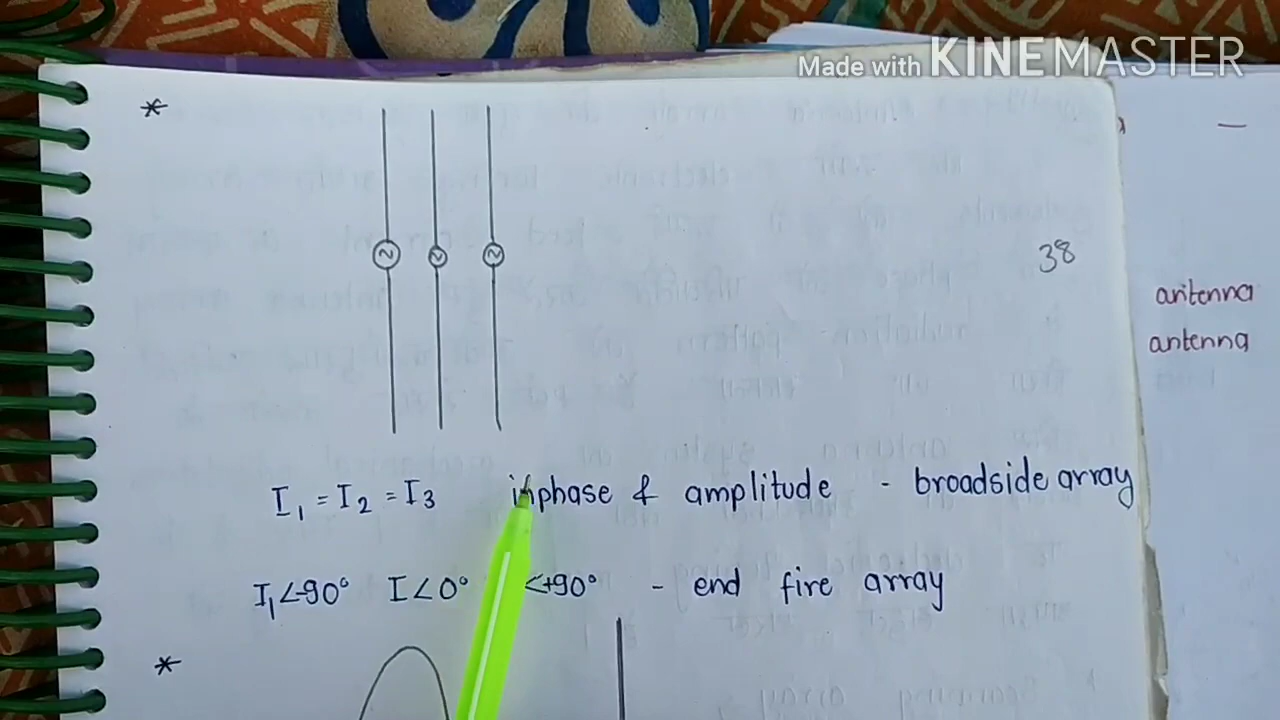 Made with KINEMASTER
*
38
antenna
antenna
I1 = I2 = I3 inphase & amplitude - broadside array
I1∠-90° I∠0° ∠+90° - end fire array
*